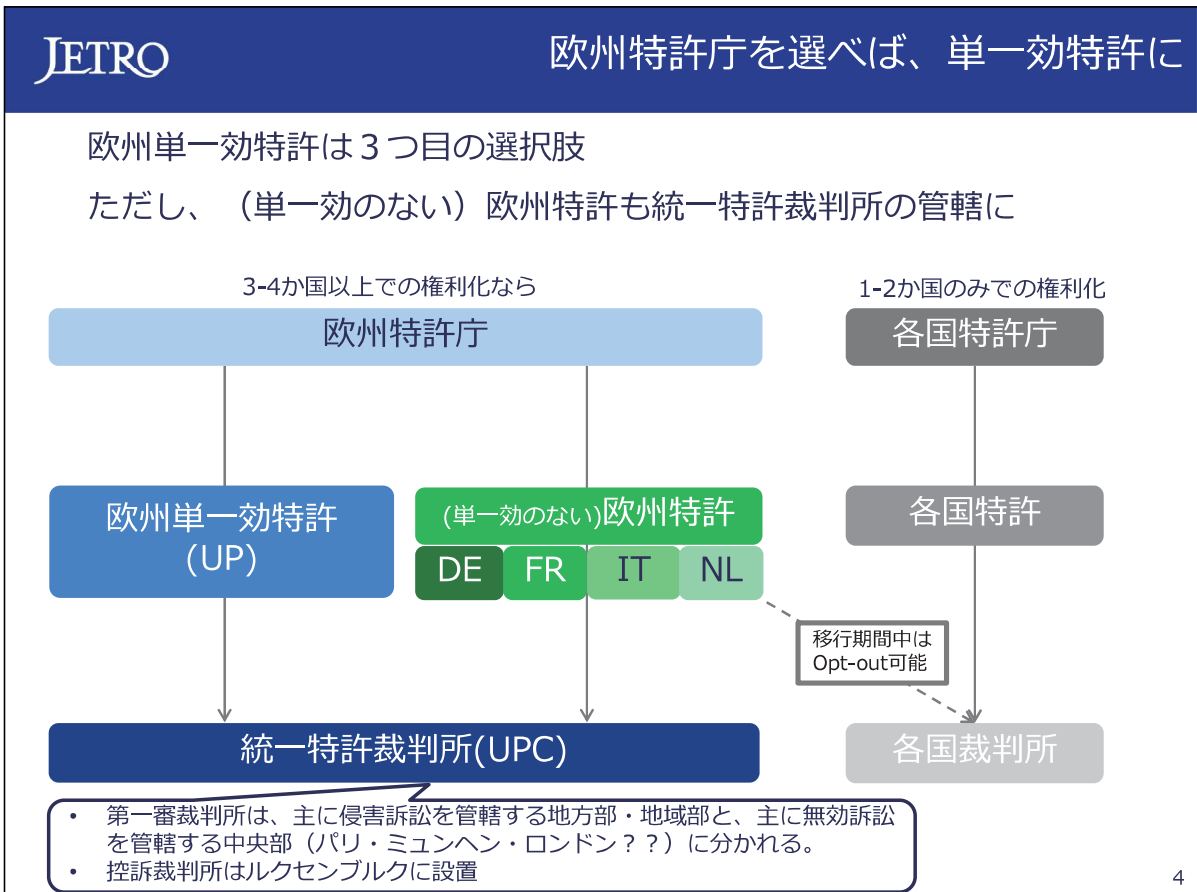 JETRO
欧州特許庁を選べば、単一効特許に
欧州単一効特許は３つ目の選択肢
ただし、（単一効のない）欧州特許も統一特許裁判所の管轄に
3-4か国以上での権利化なら
1-2か国のみでの権利化
欧州特許庁
各国特許庁
欧州単一効特許
(UP)
(単一効のない)欧州特許
DE FR IT NL
各国特許
移行期間中は
Opt-out可能
統一特許裁判所(UPC)
各国裁判所
• 第一審裁判所は、主に侵害訴訟を管轄する地方部・地域部と、主に無効訴訟
を管轄する中央部（パリ・ミュンヘン・ロンドン？？）に分かれる。
• 控訴裁判所はルクセンブルクに設置
4